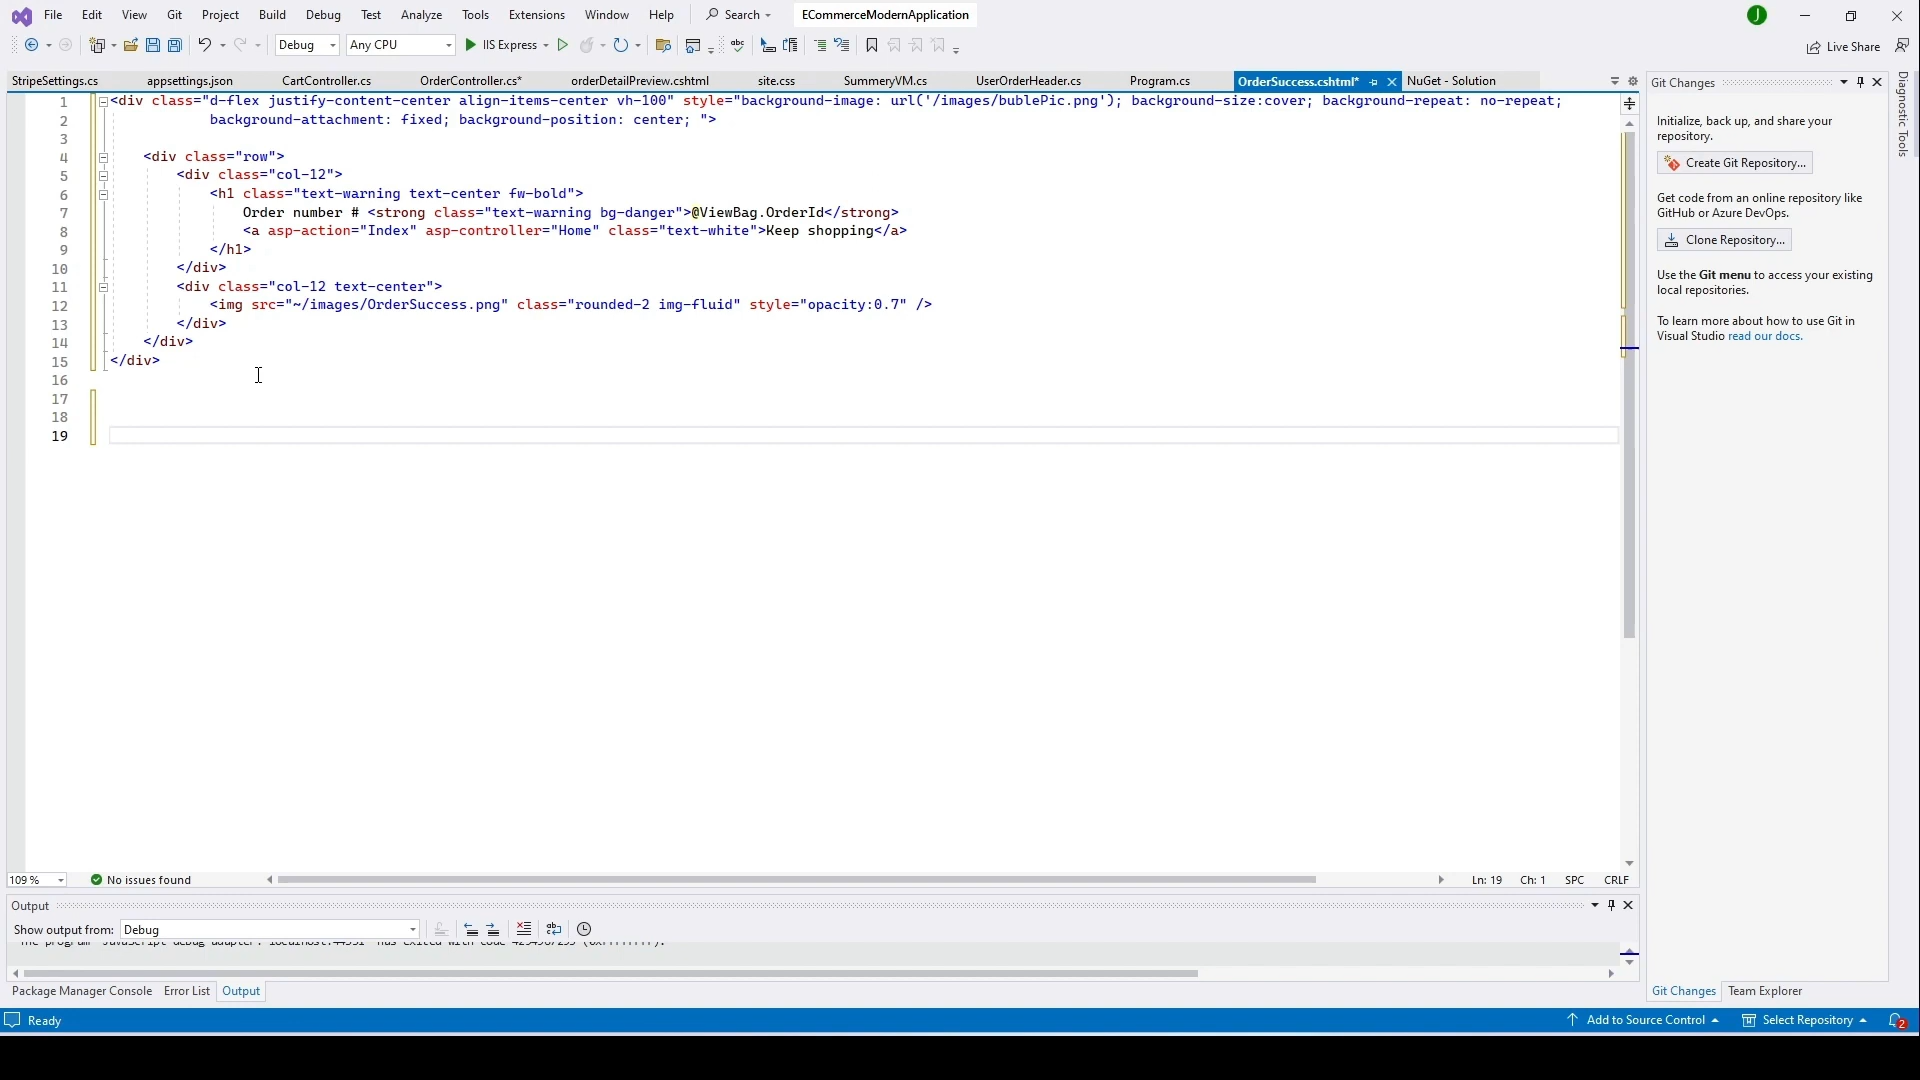 File Edit View Git Project Build Debug Test Analyze Tools Extensions Window Help Search ECommerceModernApplication J
Debug Any CPU IIS Express Live Share
StripeSettings.cs appsettings.json CartController.cs OrderController.cs* orderDetailPreview.cshtml site.css SummeryVM.cs UserOrderHeader.cs Program.cs OrderSuccess.cshtml* NuGet - Solution
1 <div class="d-flex justify-content-center align-items-center vh-100" style="background-image: url('/images/bublePic.png'); background-size:cover; background-repeat: no-repeat;
2 background-attachment: fixed; background-position: center; ">
3
4 <div class="row">
5 <div class="col-12">
6 <h1 class="text-warning text-center fw-bold">
7 Order number # <strong class="text-warning bg-danger">@ViewBag.OrderId</strong>
8 <a asp-action="Index" asp-controller="Home" class="text-white">Keep shopping</a>
9 </h1>
10 </div>
11 <div class="col-12 text-center">
12 <img src="~/images/OrderSuccess.png" class="rounded-2 img-fluid" style="opacity:0.7" />
13 </div>
14 </div>
15 </div>
16
17
18
19
109 % No issues found Ln: 19 Ch: 1 SPC CRLF
Output
Show output from: Debug
Package Manager Console Error List Output
Git Changes
Initialize, back up, and share your
repository.
Create Git Repository...
Get code from an online repository like
GitHub or Azure DevOps.
Clone Repository...
Use the Git menu to access your existing
local repositories.
To learn more about how to use Git in
Visual Studio read our docs.
Git Changes Team Explorer
Diagnostic Tools
Ready Add to Source Control Select Repository 2